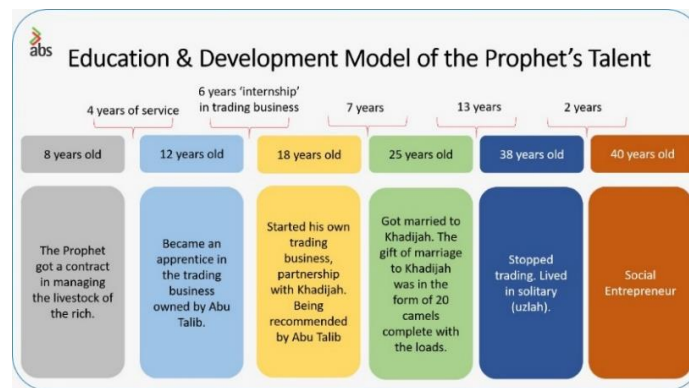 abs
Education & Development Model of the Prophet's Talent
4 years of service
6 years 'internship'
in trading business
7 years
13 years
2 years
8 years old
12 years old
18 years old
25 years old
38 years old
40 years old
The Prophet
got a contract
in managing
the livestock of
the rich.
Became an
apprentice in
the trading
business
owned by Abu
Talib.
Started his own
trading
business,
partnership with
Khadijah.
Being
recommended
by Abu Talib
Got married to
Khadijah. The
gift of marriage
to Khadijah
was in the
form of 20
camels
complete with
the loads.
Stopped
trading. Lived
in solitary
(uzlah).
Social
Entrepreneur